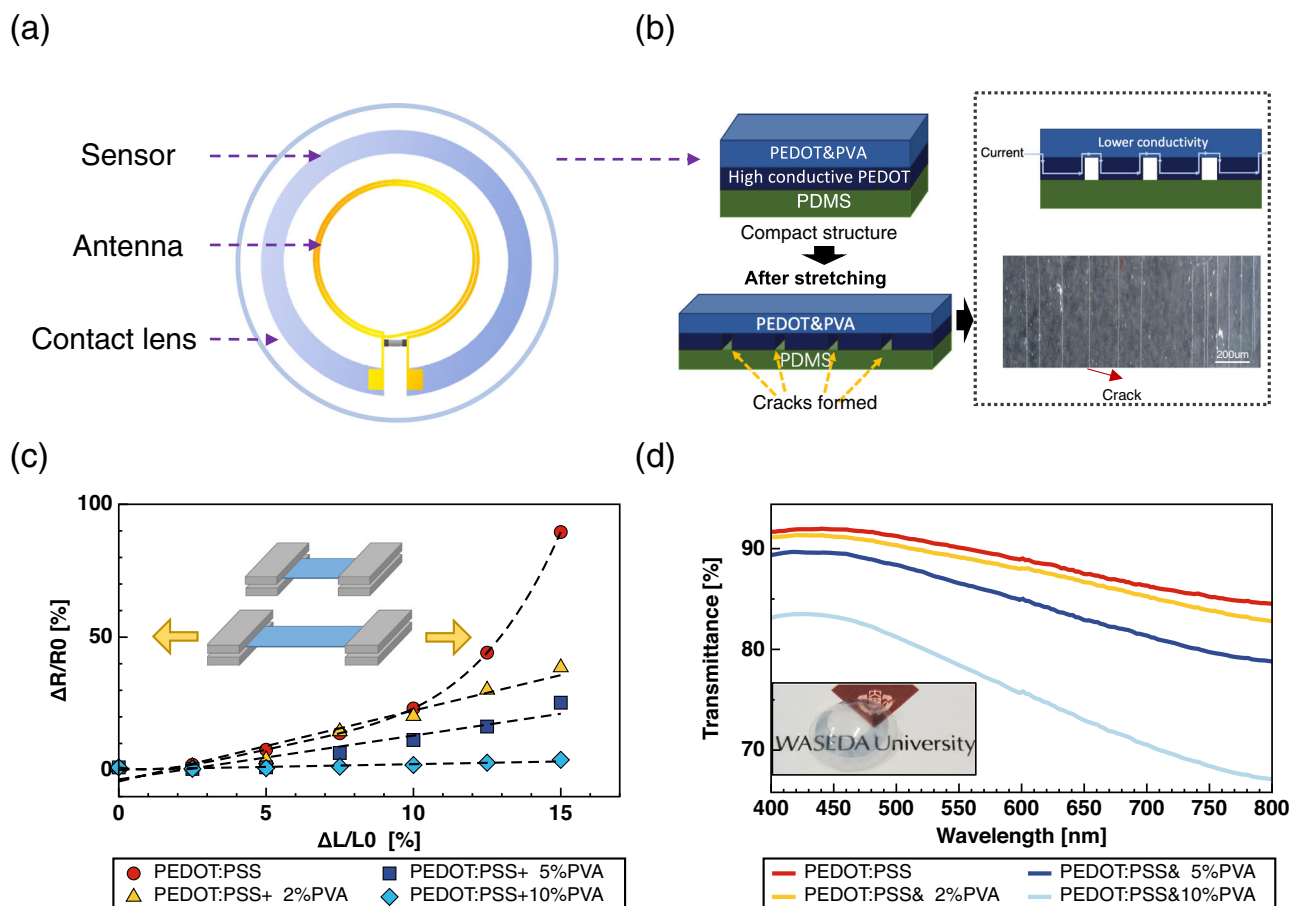 (a)
Sensor
Antenna
Contact lens
(b)
PEDOT&PVA
High conductive PEDOT
PDMS
Compact structure
After stretching
PEDOT&PVA
PDMS
Cracks formed
Lower conductivity
Current
200um
Crack
(c)
100
50
0
0 5 10 15
ΔR/R0 [%]
ΔL/L0 [%]
PEDOT:PSS
PEDOT:PSS+ 2%PVA
PEDOT:PSS+ 5%PVA
PEDOT:PSS+10%PVA
(d)
90
80
70
400 450 500 550 600 650 700 750 800
Transmittance [%]
Wavelength [nm]
WASEDA University
PEDOT:PSS
PEDOT:PSS& 2%PVA
PEDOT:PSS& 5%PVA
PEDOT:PSS&10%PVA